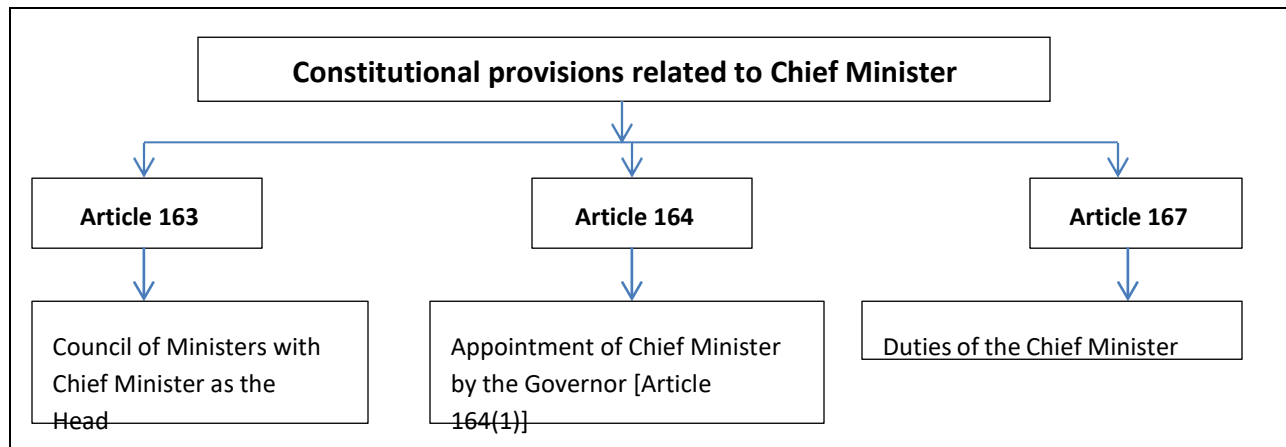 Constitutional provisions related to Chief Minister
Article 163
Article 164
Article 167
Council of Ministers with
Chief Minister as the
Head
Appointment of Chief Minister
by the Governor [Article
164(1)]
Duties of the Chief Minister